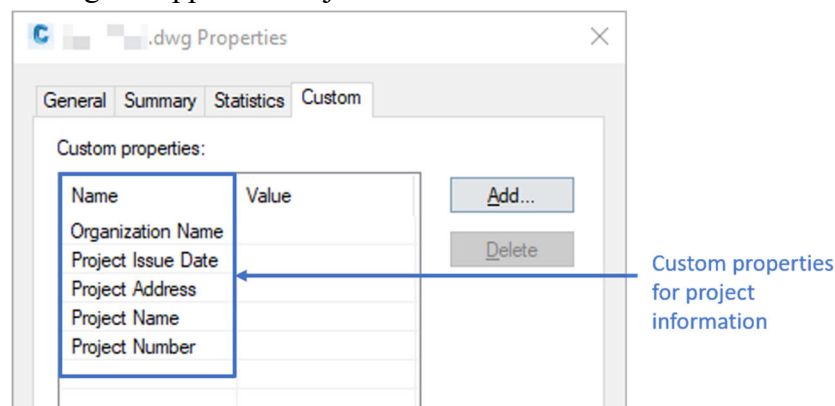 C .dwg Properties
General Summary Statistics Custom
Custom properties:
Name Value
Organization Name
Project Issue Date
Project Address
Project Name
Project Number
Add...
Delete
Custom properties
for project
information